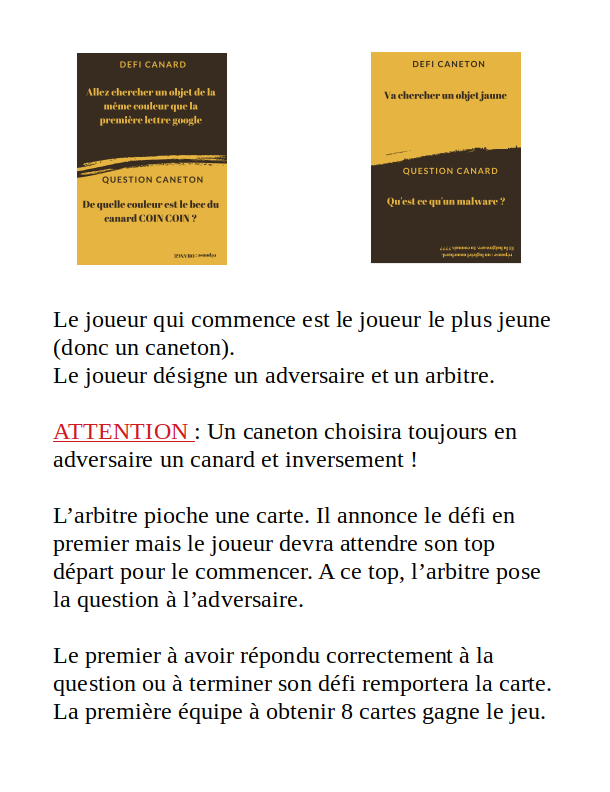 DEFI CANARD
Allez chercher un objet de la
même couleur que la
première lettre google
QUESTION CANETON
De quelle couleur est le bec du
canard COIN COIN ?
réponse : ORANGE
DEFI CANETON
Va chercher un objet jaune
QUESTION CANARD
Qu'est ce qu'un malware ?
réponse : un logiciel
Le joueur qui commence est le joueur le plus jeune
(donc un caneton).
Le joueur désigne un adversaire et un arbitre.
ATTENTION : Un caneton choisira toujours en
adversaire un canard et inversement !
L’arbitre pioche une carte. Il annonce le défi en
premier mais le joueur devra attendre son top
départ pour le commencer. A ce top, l’arbitre pose
la question à l’adversaire.
Le premier à avoir répondu correctement à la
question ou à terminer son défi remportera la carte.
La première équipe à obtenir 8 cartes gagne le jeu.